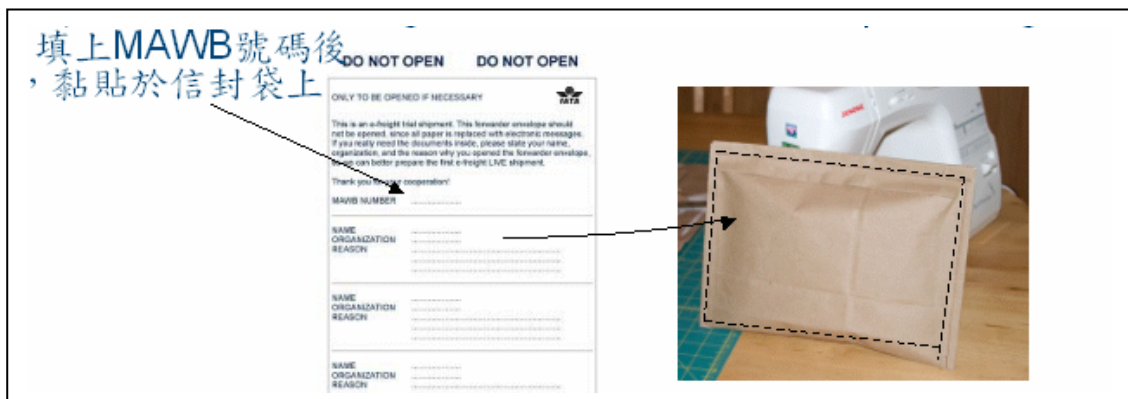 填上MAWB號碼後
，黏貼於信封袋上
DO NOT OPEN DO NOT OPEN
ONLY TO BE OPENED IF NECESSARY
IATA
This is an e-freight trial shipment. This forwarder envelope should
not be opened, since all paper is replaced with electronic messages.
If you really need the documents inside, please state your name,
organization, and the reason why you opened the forwarder envelope,
so we can better prepare the first e-freight LIVE shipment.
Thank you for your cooperation!
MAWB NUMBER
NAME
ORGANIZATION
REASON
NAME
ORGANIZATION
REASON
NAME
ORGANIZATION
REASON